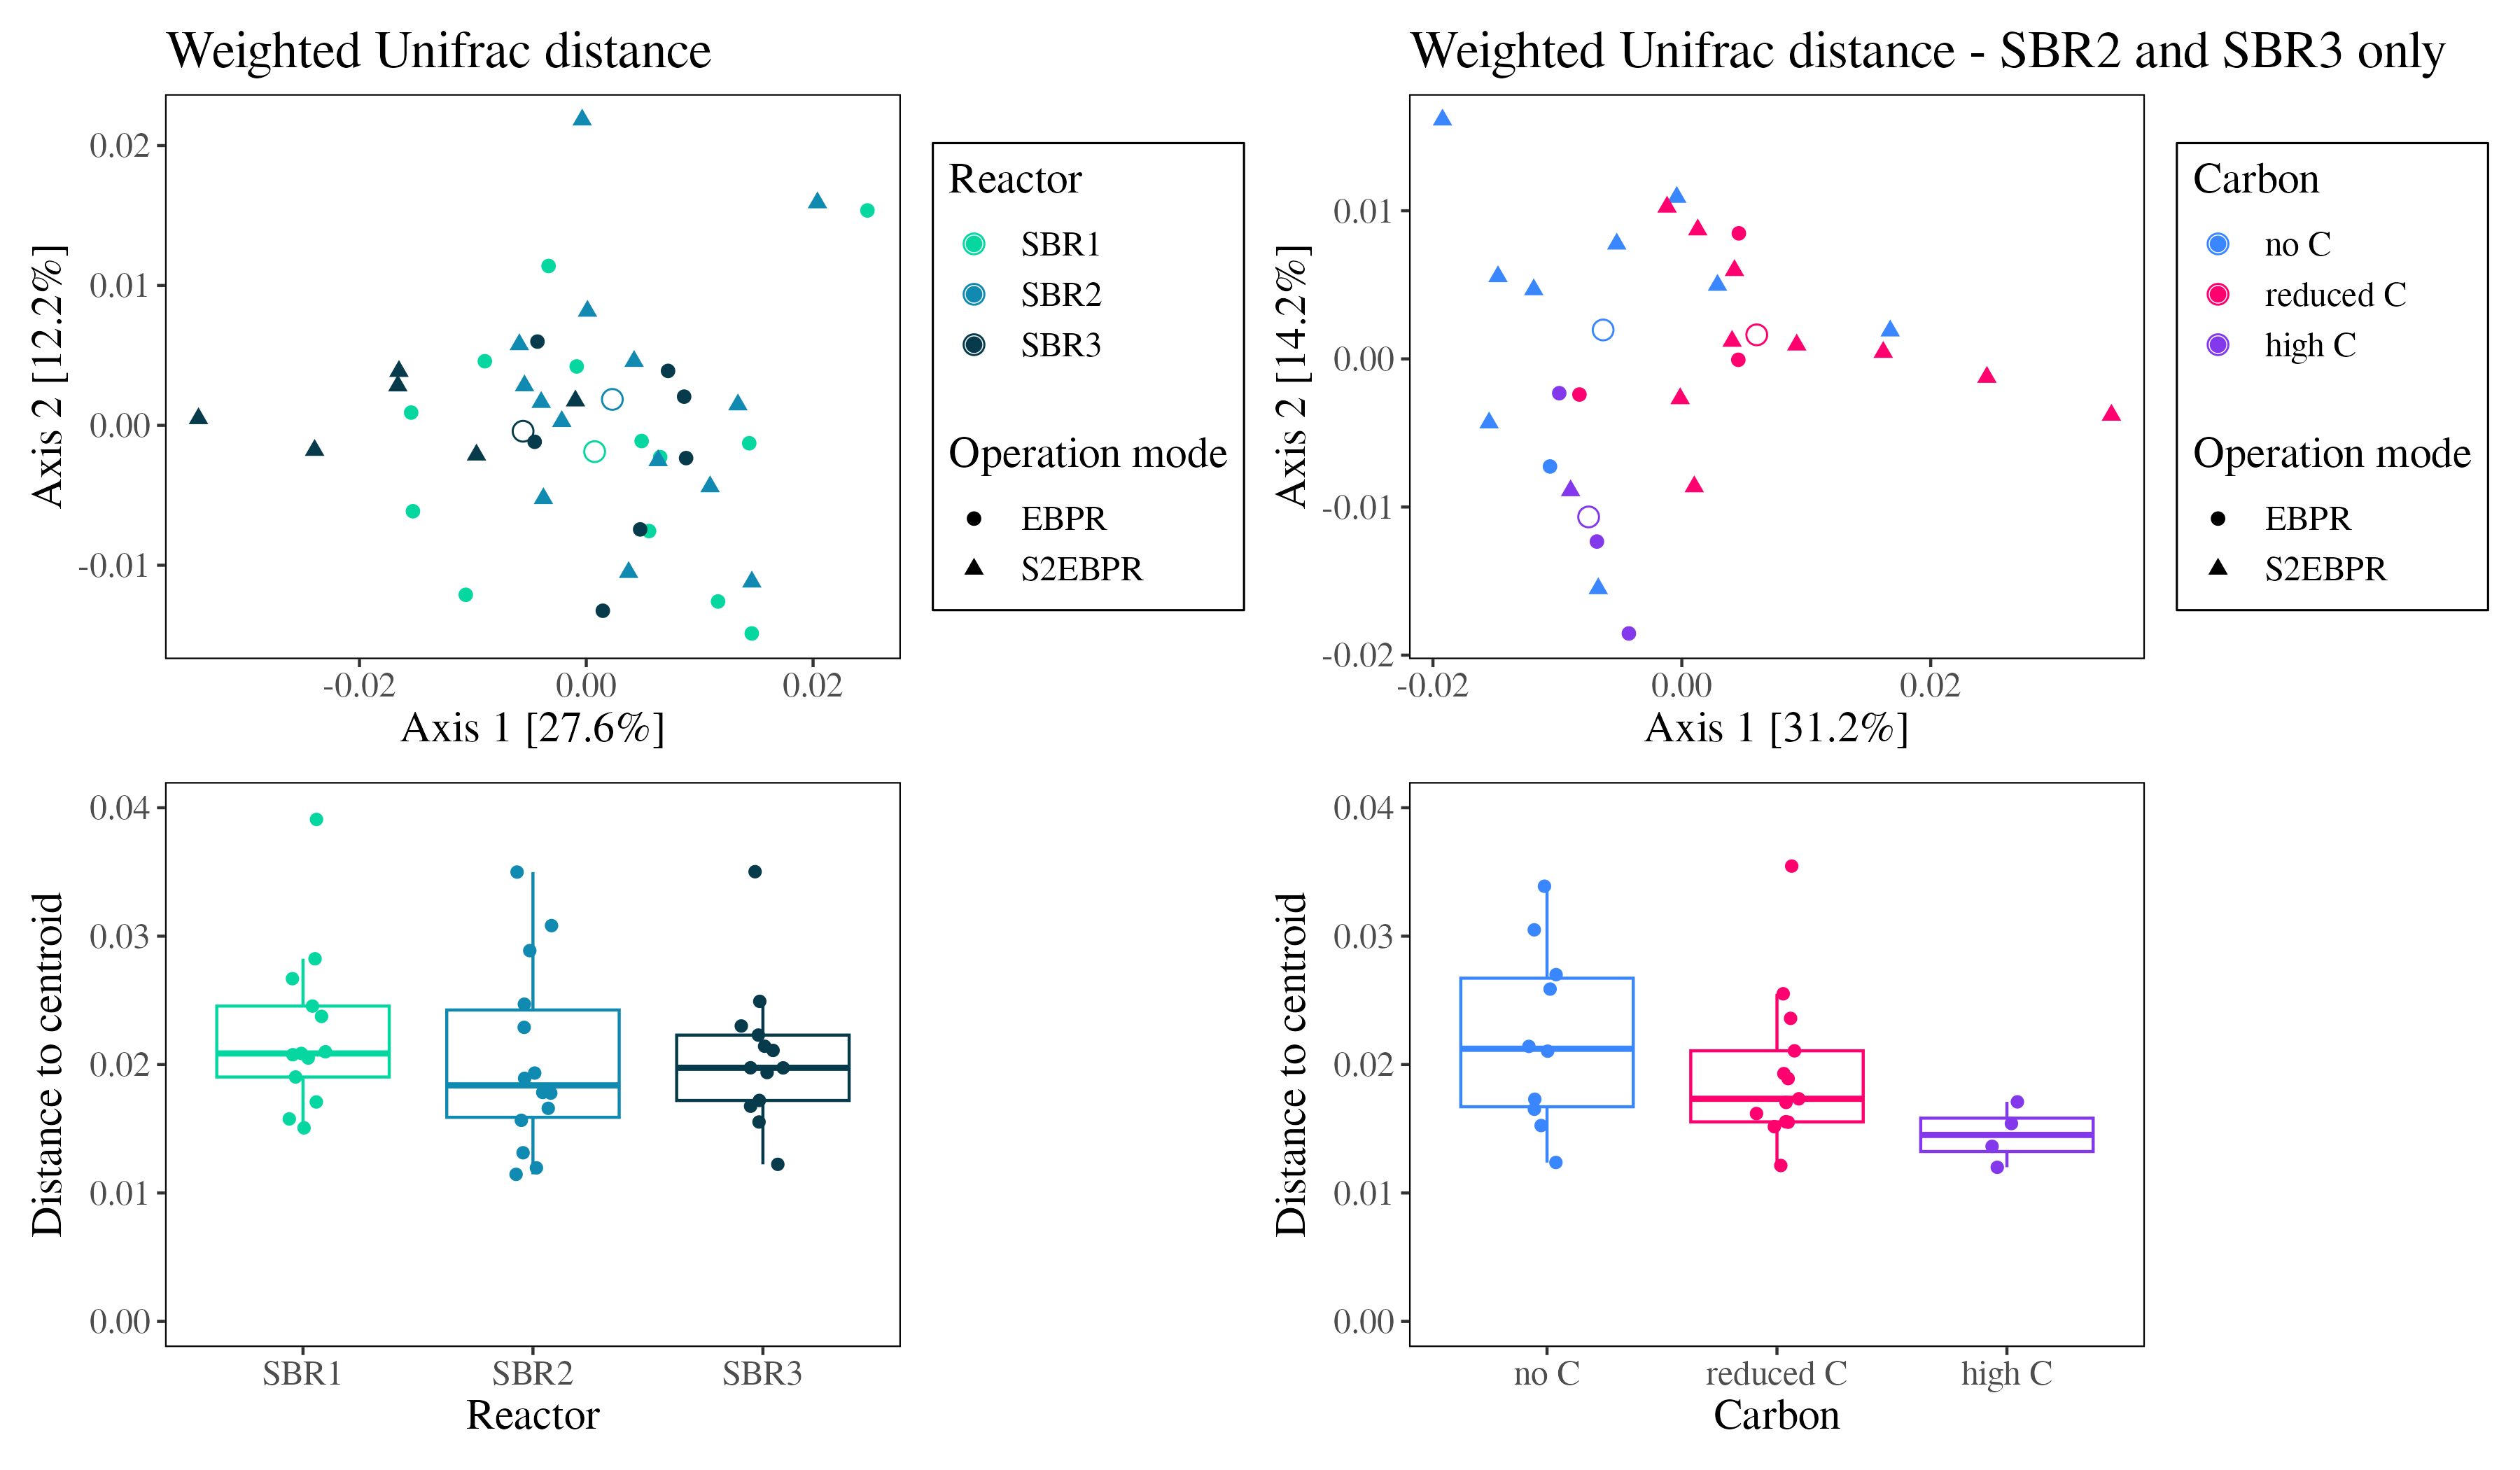 Weighted Unifrac distance
Axis 2 [12.2%]
0.02
0.01
0.00
-0.01
-0.02 0.00 0.02
Axis 1 [27.6%]
Reactor
SBR1
SBR2
SBR3
Operation mode
EBPR
S2EBPR
Weighted Unifrac distance - SBR2 and SBR3 only
Axis 2 [14.2%]
0.01
0.00
-0.01
-0.02
-0.02 0.00 0.02
Axis 1 [31.2%]
Carbon
no C
reduced C
high C
Operation mode
EBPR
S2EBPR
Distance to centroid
0.04
0.03
0.02
0.01
0.00
SBR1 SBR2 SBR3
Reactor
Distance to centroid
0.04
0.03
0.02
0.01
0.00
no C reduced C high C
Carbon